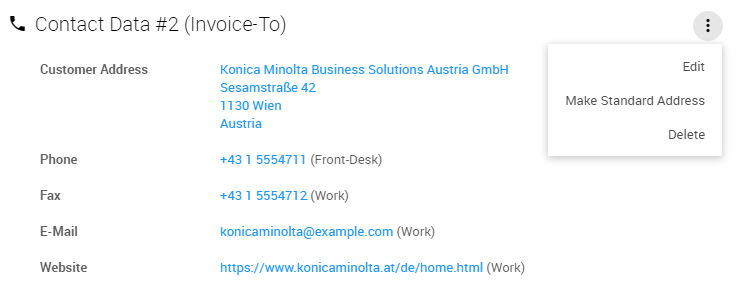 Contact Data #2 (Invoice-To)
Edit
Make Standard Address
Delete
Customer Address
Konica Minolta Business Solutions Austria GmbH
Sesamstraße 42
1130 Wien
Austria
Phone
+43 1 5554711 (Front-Desk)
Fax
+43 1 5554712 (Work)
E-Mail
konicaminolta@example.com (Work)
Website
https://www.konicaminolta.at/de/home.html (Work)